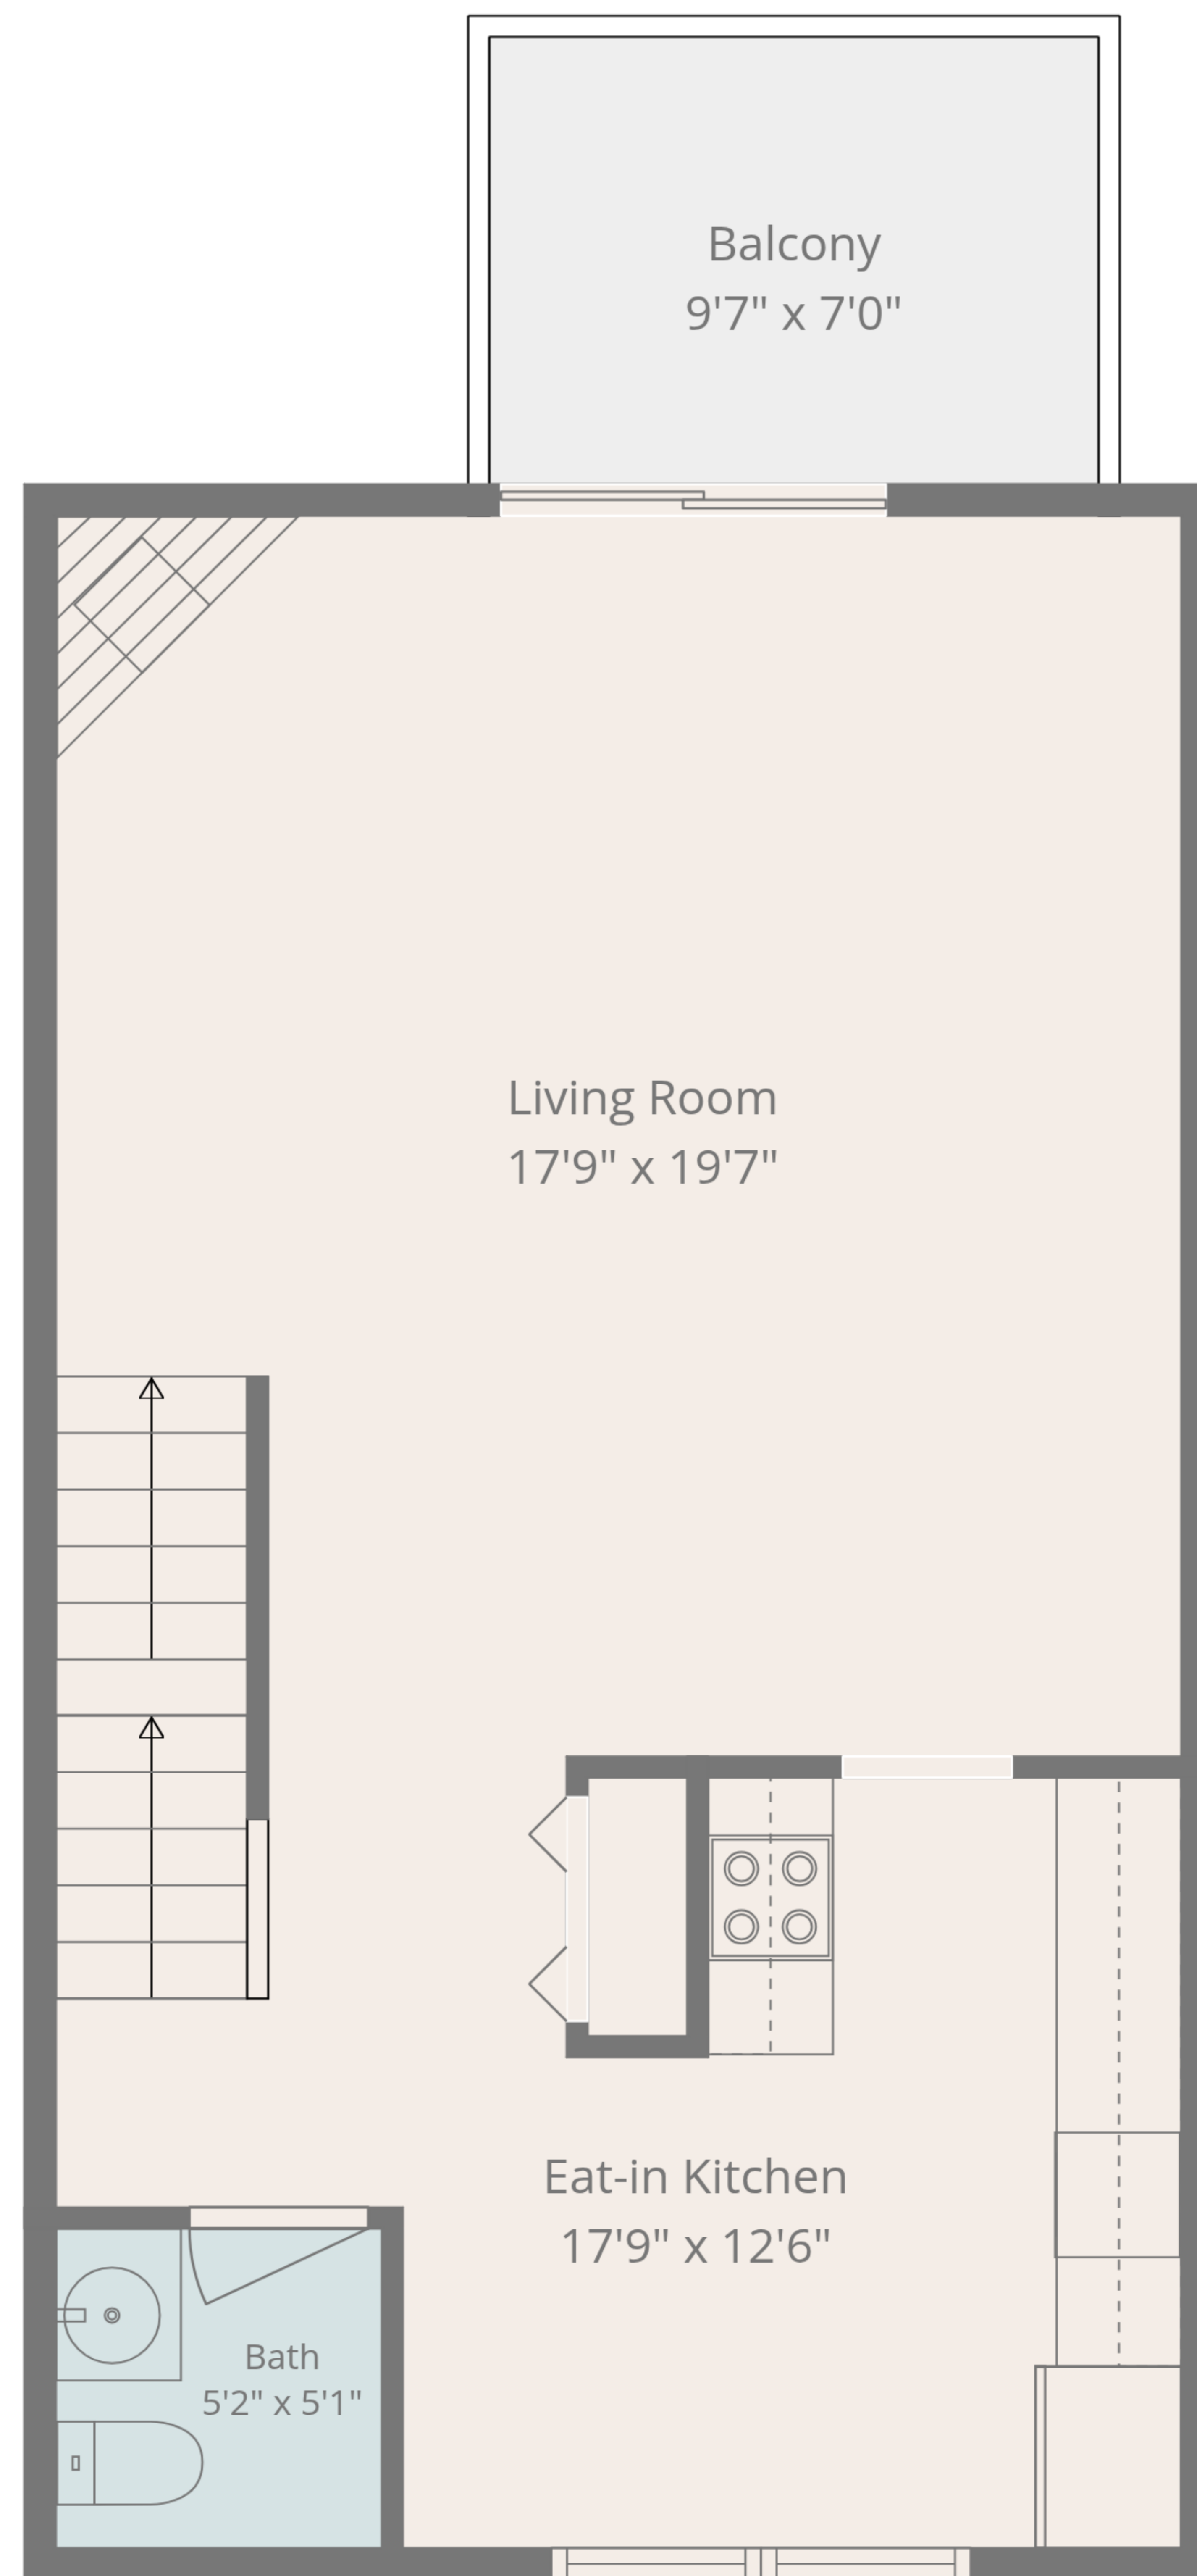 Balcony
9'7" x 7'0"
Living Room
17'9" x 19'7"
Eat-in Kitchen
17'9" x 12'6"
Bath
5'2" x 5'1"